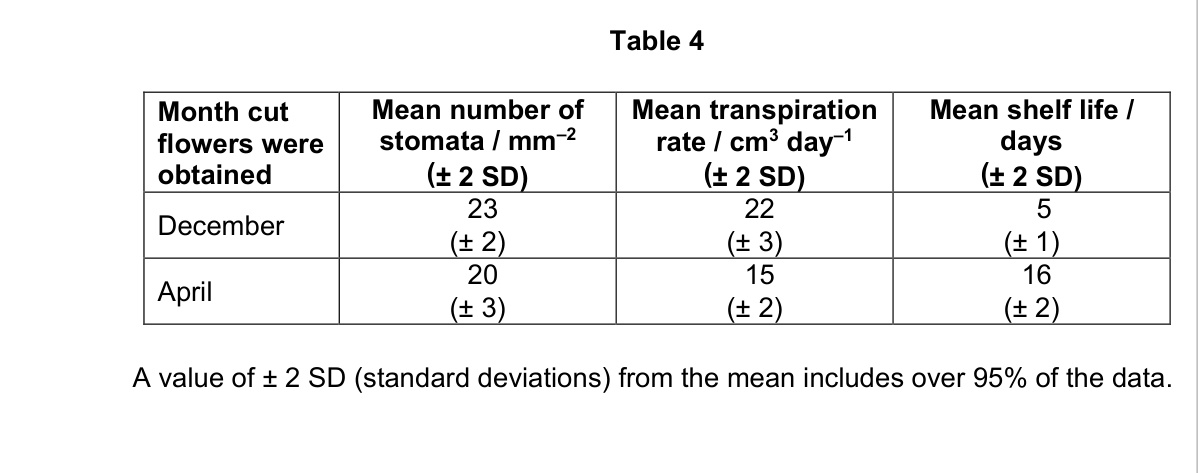 Table 4
Month cut flowers were obtained | Mean number of stomata / mm⁻² (± 2 SD) | Mean transpiration rate / cm³ day⁻¹ (± 2 SD) | Mean shelf life / days (± 2 SD)
December | 23 (± 2) | 22 (± 3) | 5 (± 1)
April | 20 (± 3) | 15 (± 2) | 16 (± 2)
A value of ± 2 SD (standard deviations) from the mean includes over 95% of the data.